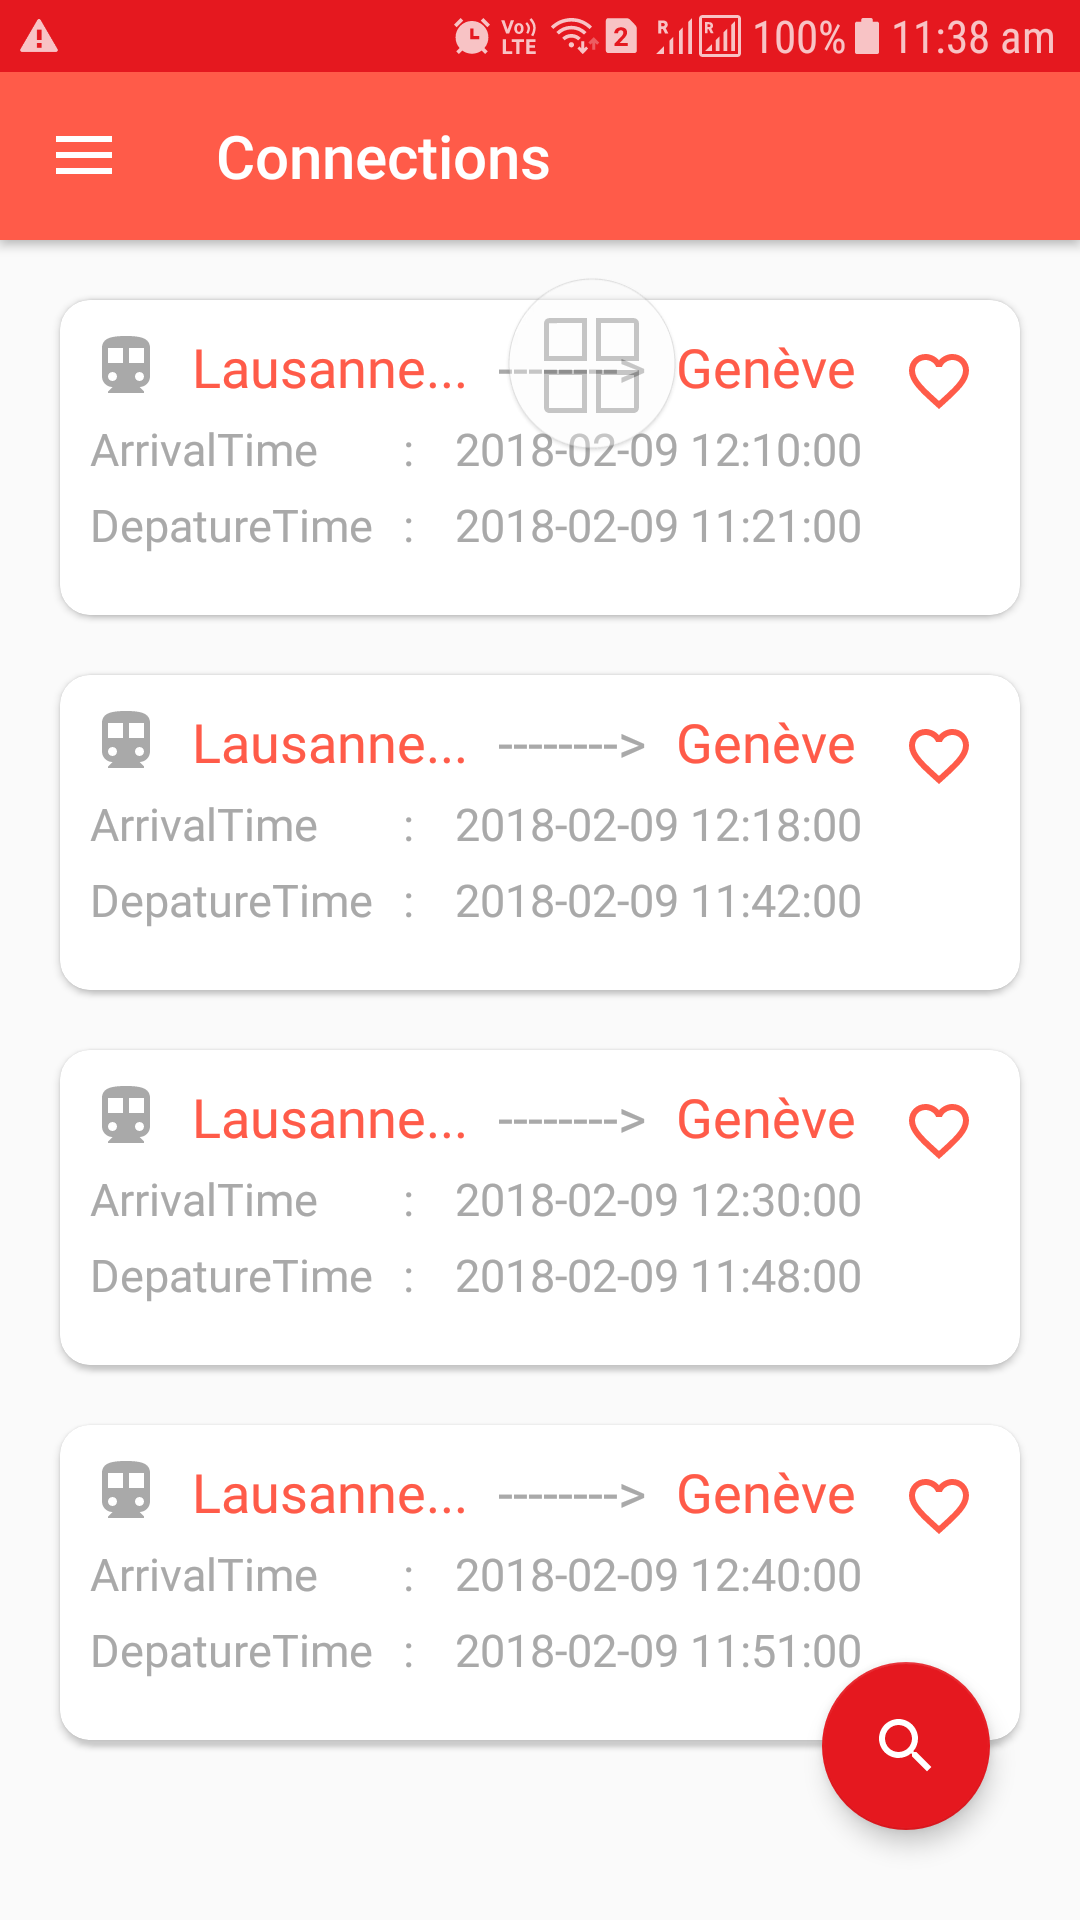 Vo)) LTE 2 R R 100% 11:38 am
Connections
Lausanne... --------> Genève
ArrivalTime : 2018-02-09 12:10:00
DepatureTime : 2018-02-09 11:21:00
Lausanne... --------> Genève
ArrivalTime : 2018-02-09 12:18:00
DepatureTime : 2018-02-09 11:42:00
Lausanne... --------> Genève
ArrivalTime : 2018-02-09 12:30:00
DepatureTime : 2018-02-09 11:48:00
Lausanne... --------> Genève
ArrivalTime : 2018-02-09 12:40:00
DepatureTime : 2018-02-09 11:51:00